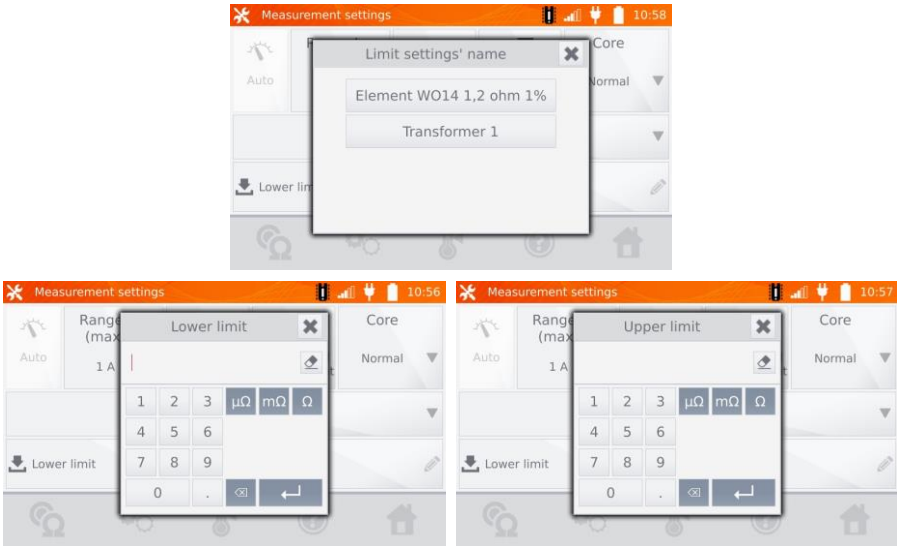 Measurement settings 10:58
Limit settings' name
Core
Auto
Normal
Element WO14 1,2 ohm 1%
Transformer 1
Lower lim
Measurement settings 10:56
Range
(max
Lower limit
Core
Auto
1 A
Normal
1 2 3 μΩ mΩ Ω
4 5 6
Lower limit
7 8 9
0 .
Measurement settings 10:57
Range
(max
Upper limit
Core
Auto
1 A
Normal
1 2 3 μΩ mΩ Ω
4 5 6
Lower limit
7 8 9
0 .